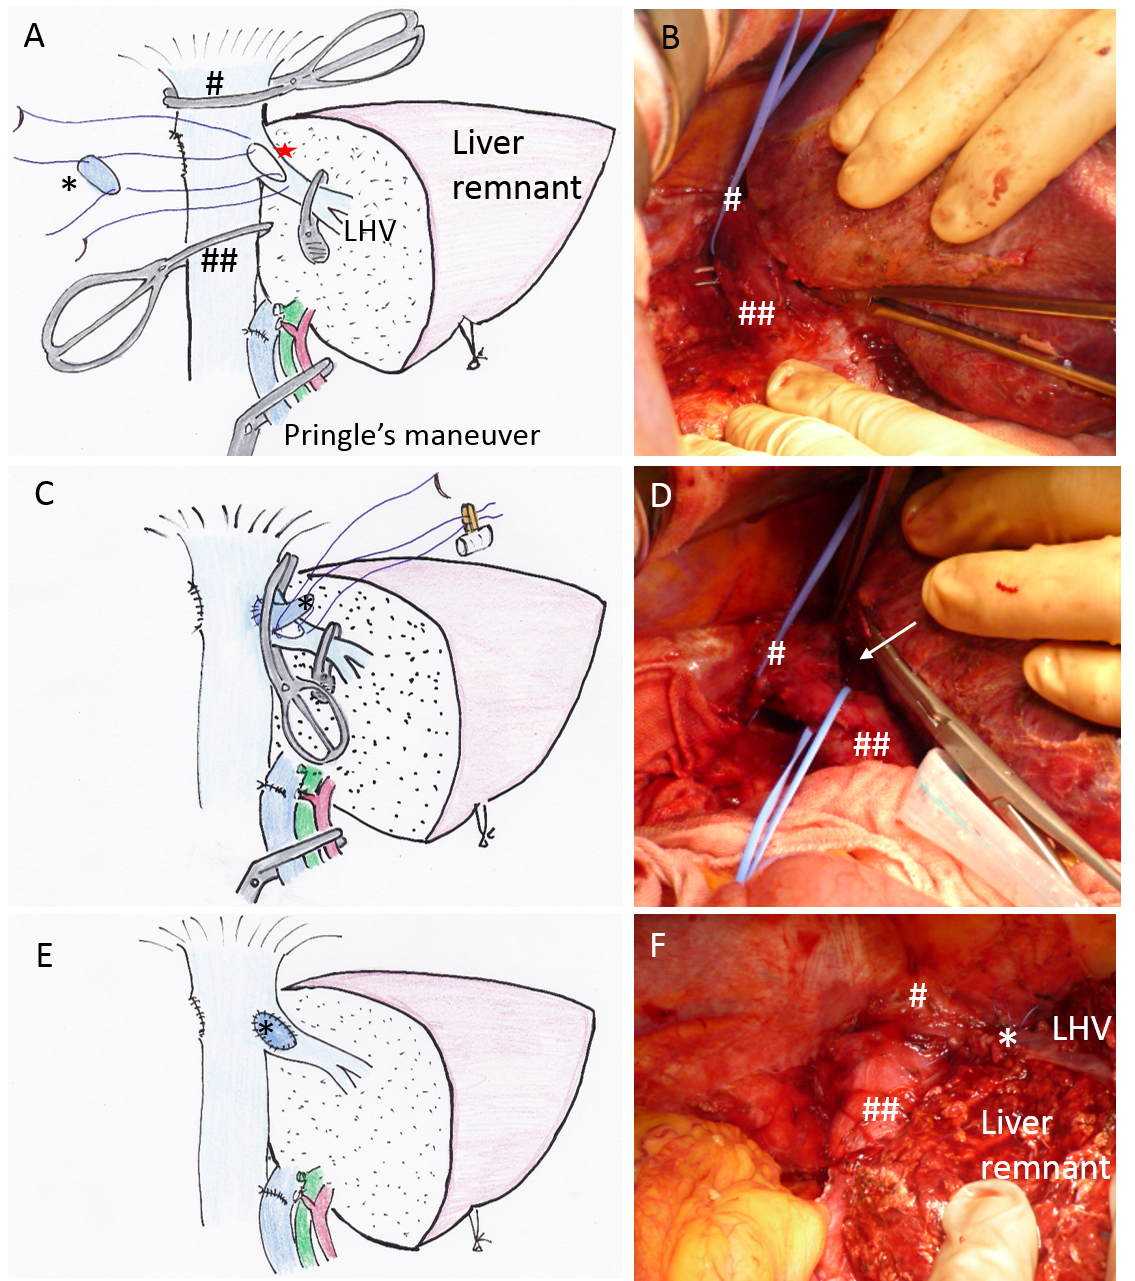 A
#
*
##
Liver
remnant
LHV
Pringle's maneuver
B
#
##
C
*
D
#
##
E
*
F
#
*
LHV
##
Liver
remnant